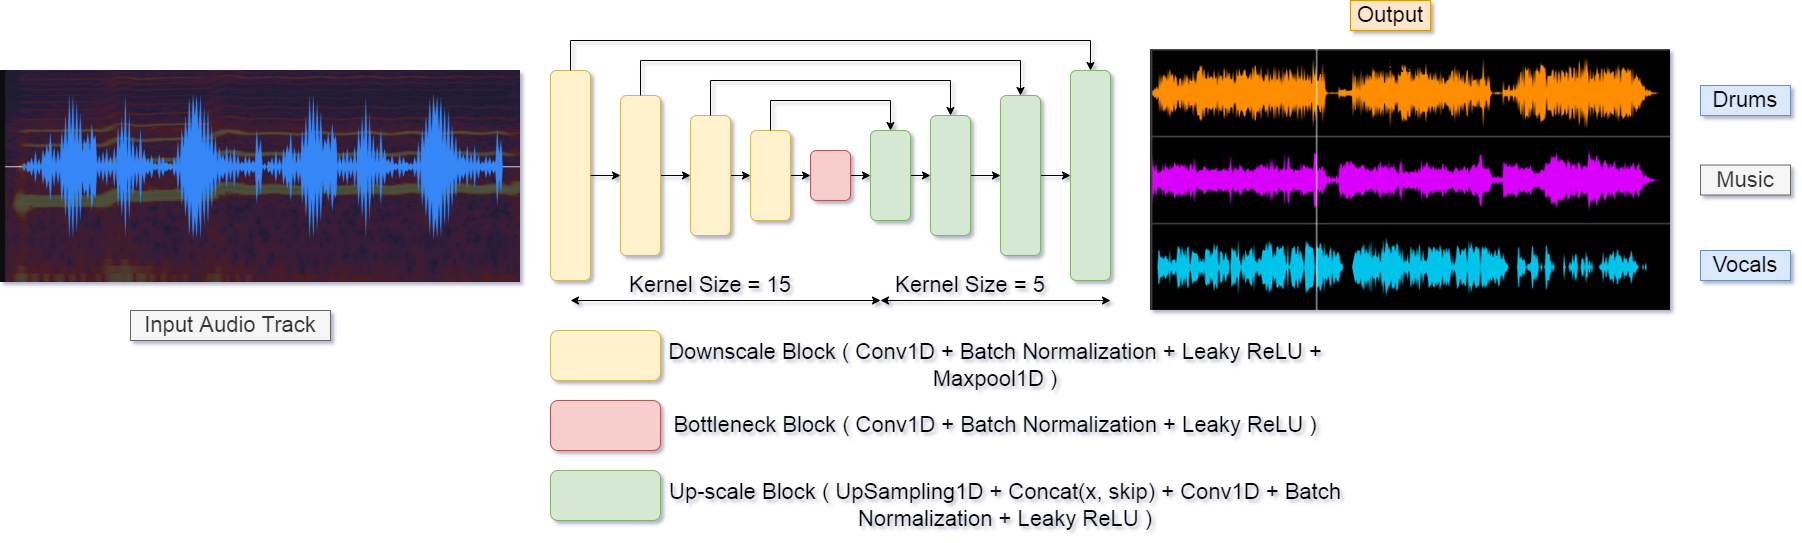 Output
Drums
Music
Vocals
Kernel Size = 15
Kernel Size = 5
Input Audio Track
Downscale Block ( Conv1D + Batch Normalization + Leaky ReLU +
Maxpool1D )
Bottleneck Block ( Conv1D + Batch Normalization + Leaky ReLU )
Up-scale Block ( UpSampling1D + Concat(x, skip) + Conv1D + Batch
Normalization + Leaky ReLU )